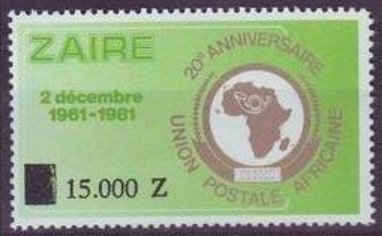 ZAIRE
20e ANNIVERSAIRE
2 décembre
1961-1981
UNION POSTALE AFRICAINE
15.000 Z